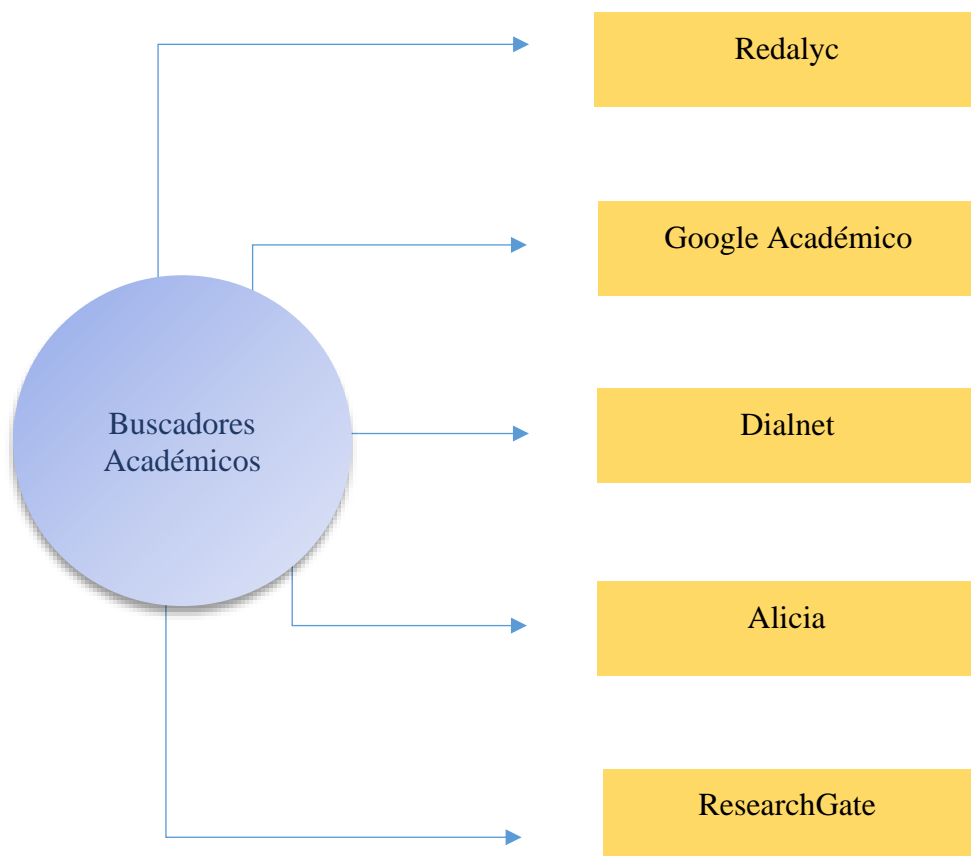 Redalyc
Google Académico
Buscadores
Académicos
Dialnet
Alicia
ResearchGate